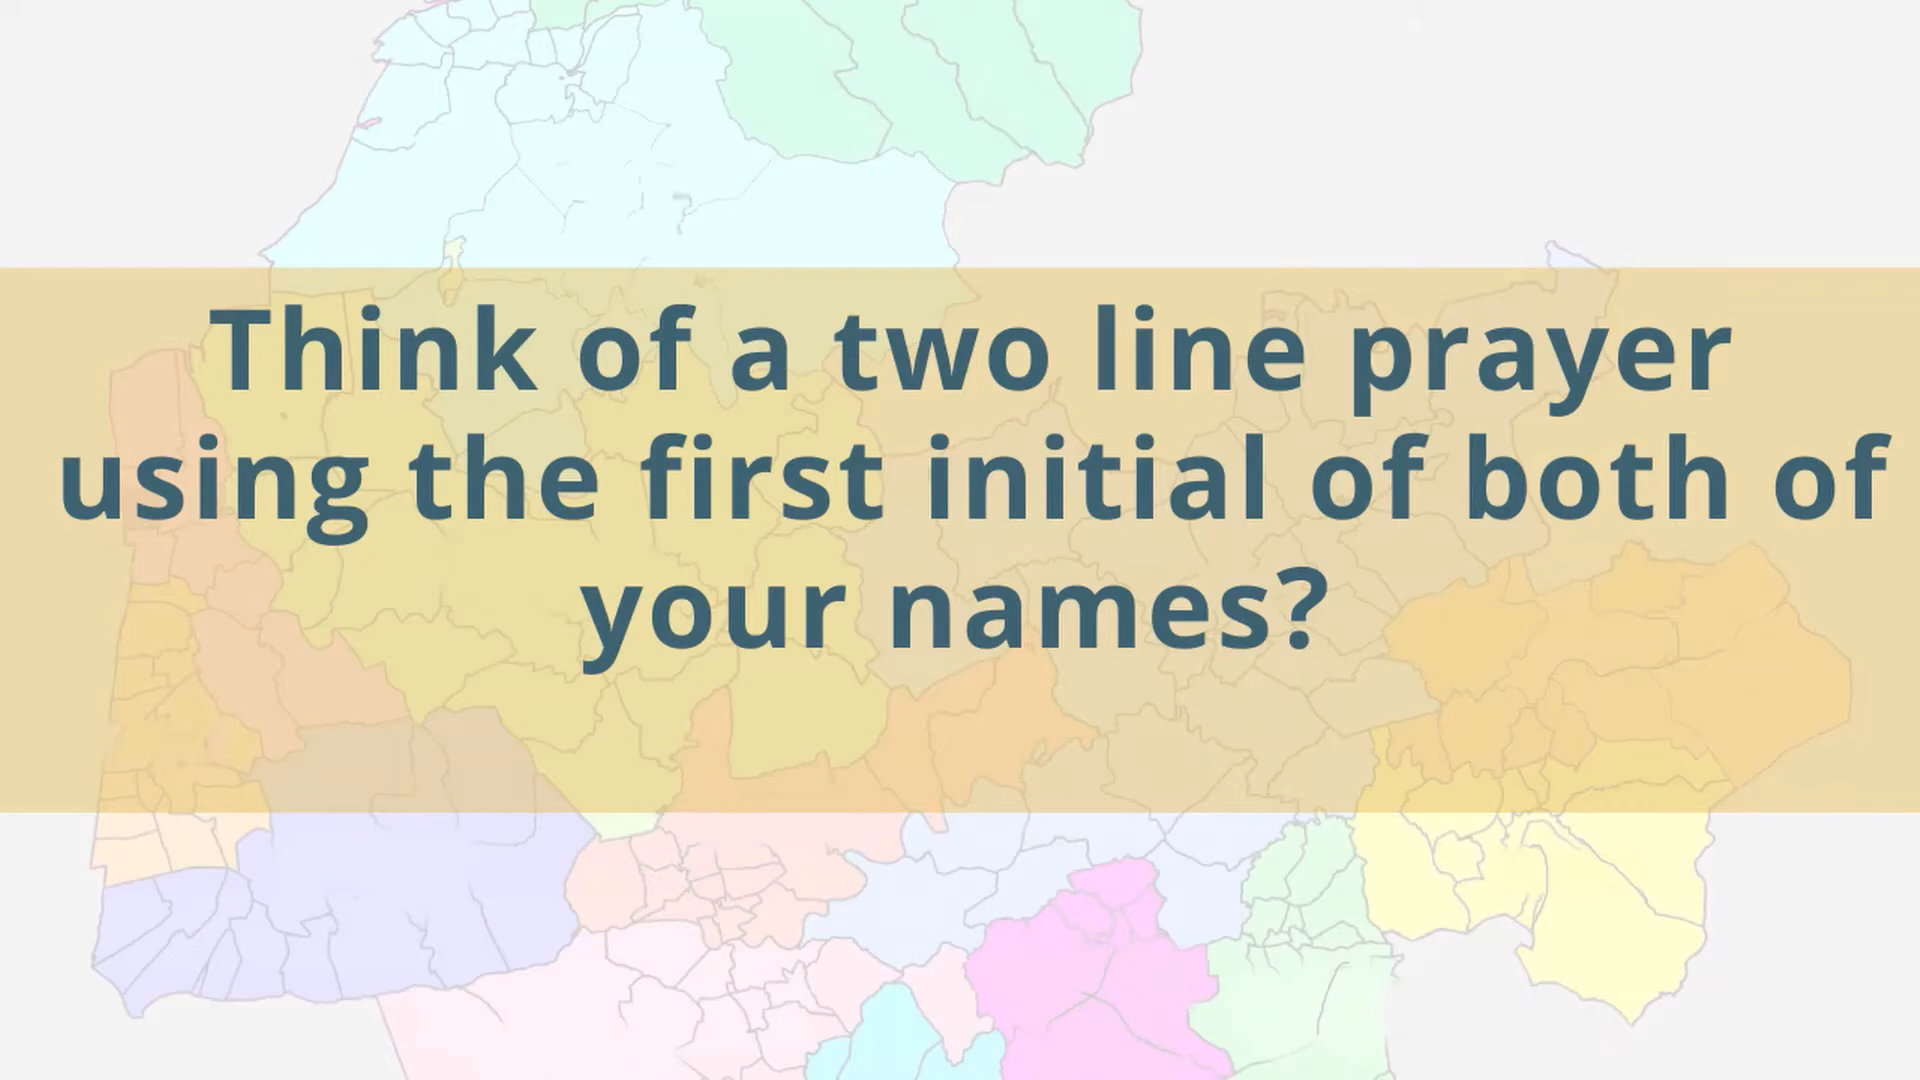 Think of a two line prayer
using the first initial of both of
your names?